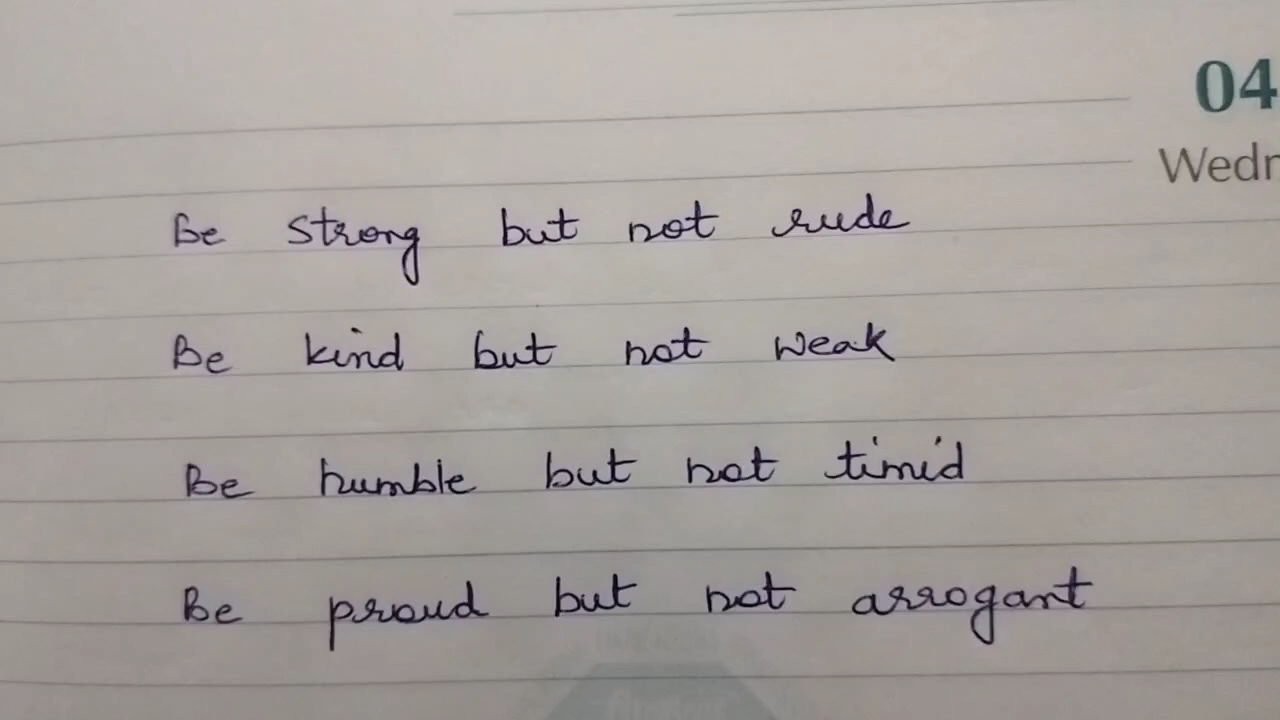 04
Wedn
Be strong but not rude
Be kind but not weak
Be humble but not timid
Be proud but not arrogant